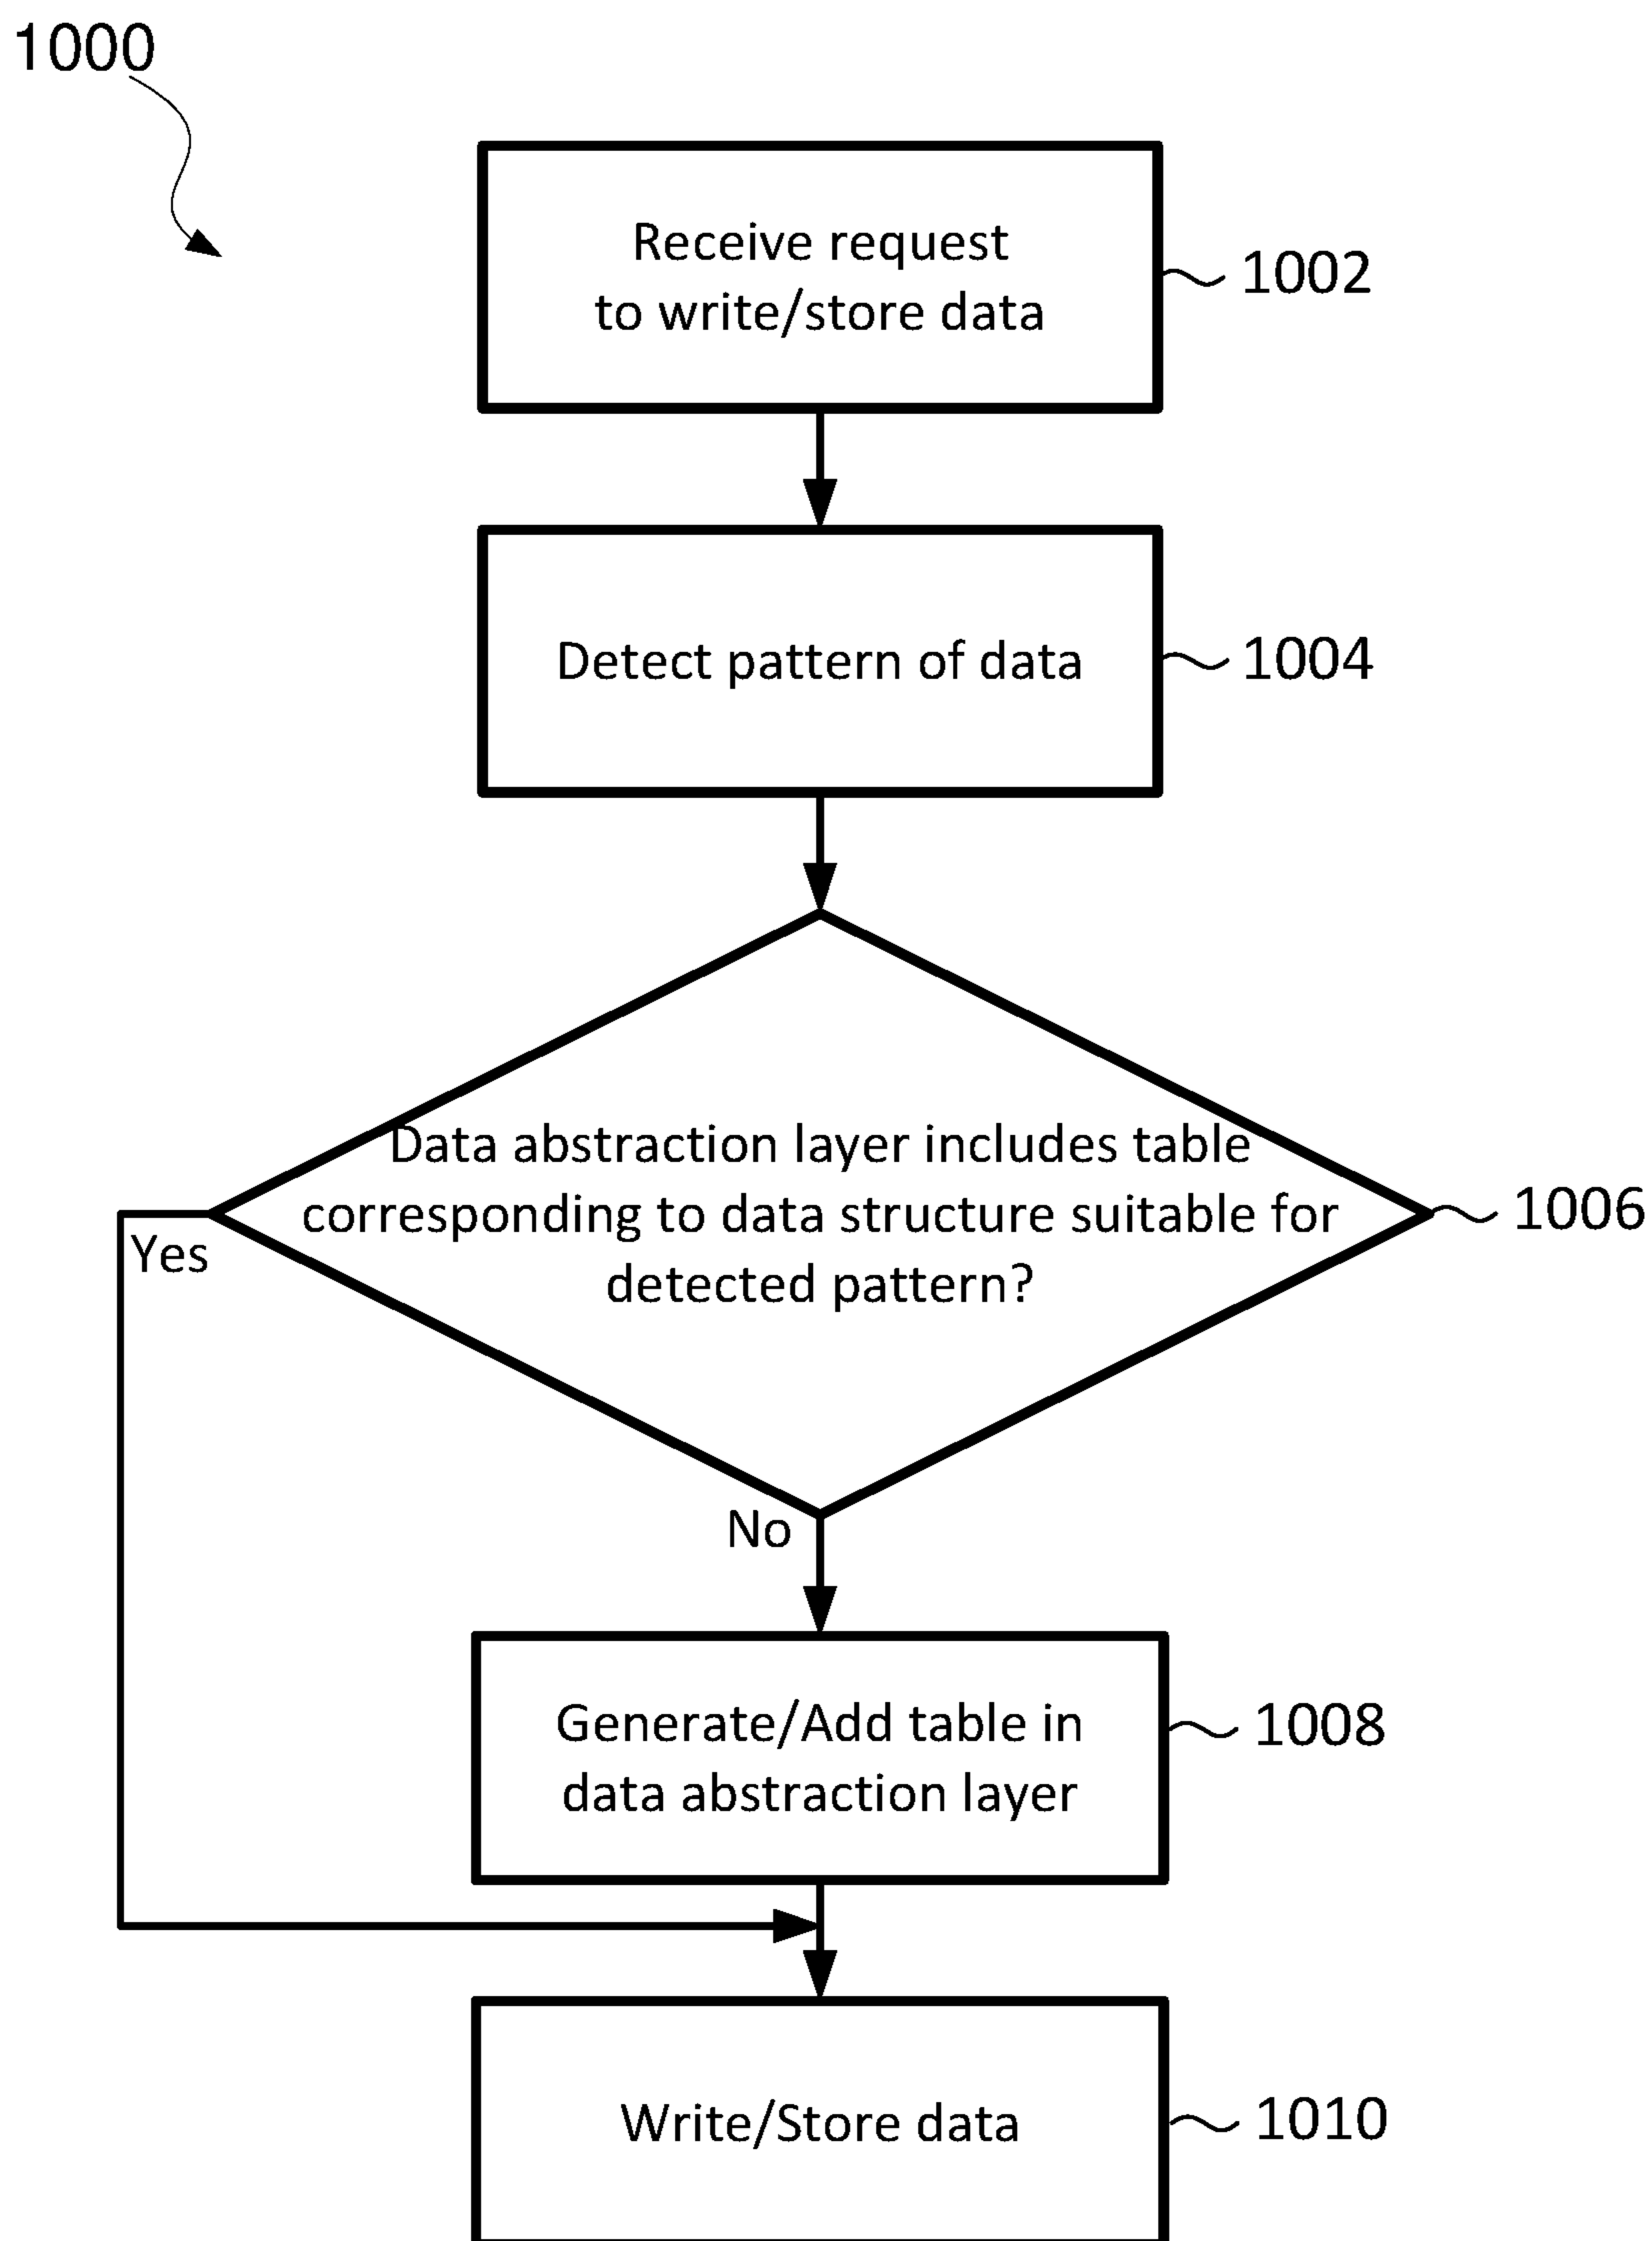 1000
Receive request
to write/store data
1002
Detect pattern of data
1004
Data abstraction layer includes table
corresponding to data structure suitable for
detected pattern?
1006
Yes
No
Generate/Add table in
data abstraction layer
1008
Write/Store data
1010